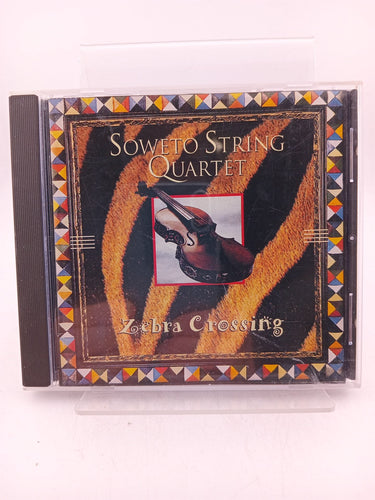 SOWETO STRING
QUARTET
Zebra Crossing